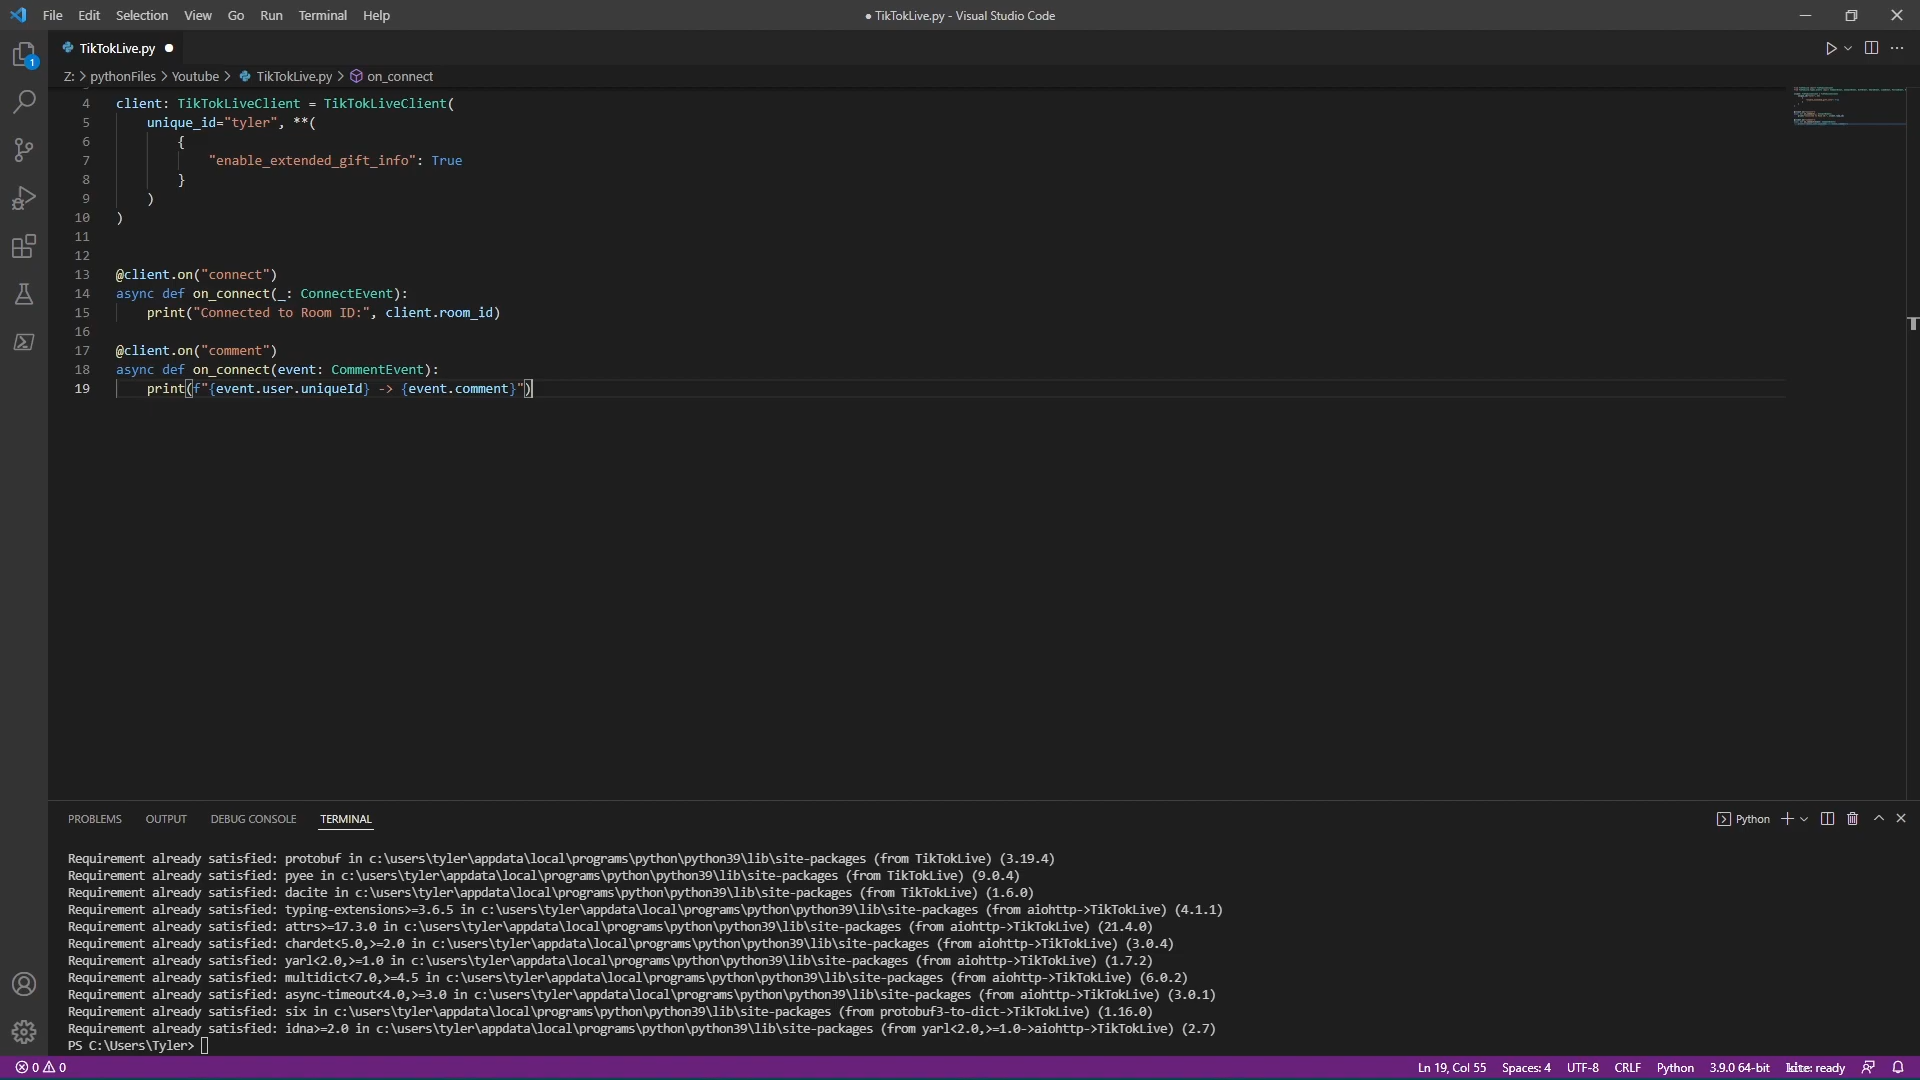 File Edit Selection View Go Run Terminal Help
● TikTokLive.py - Visual Studio Code
1
TikTokLive.py ●
Z: > pythonFiles > Youtube > TikTokLive.py > on_connect
4 client: TikTokLiveClient = TikTokLiveClient(
5 unique_id="tyler", **(
6 {
7 "enable_extended_gift_info": True
8 }
9 )
10 )
11
12
13 @client.on("connect")
14 async def on_connect(_: ConnectEvent):
15 print("Connected to Room ID:", client.room_id)
16
17 @client.on("comment")
18 async def on_connect(event: CommentEvent):
19 print(f"{event.user.uniqueId} -> {event.comment}")
PROBLEMS OUTPUT DEBUG CONSOLE TERMINAL
Python
Requirement already satisfied: protobuf in c:\users\tyler\appdata\local\programs\python\python39\lib\site-packages (from TikTokLive) (3.19.4)
Requirement already satisfied: pyee in c:\users\tyler\appdata\local\programs\python\python39\lib\site-packages (from TikTokLive) (9.0.4)
Requirement already satisfied: dacite in c:\users\tyler\appdata\local\programs\python\python39\lib\site-packages (from TikTokLive) (1.6.0)
Requirement already satisfied: typing-extensions>=3.6.5 in c:\users\tyler\appdata\local\programs\python\python39\lib\site-packages (from aiohttp->TikTokLive) (4.1.1)
Requirement already satisfied: attrs>=17.3.0 in c:\users\tyler\appdata\local\programs\python\python39\lib\site-packages (from aiohttp->TikTokLive) (21.4.0)
Requirement already satisfied: chardet<5.0,>=2.0 in c:\users\tyler\appdata\local\programs\python\python39\lib\site-packages (from aiohttp->TikTokLive) (3.0.4)
Requirement already satisfied: yarl<2.0,>=1.0 in c:\users\tyler\appdata\local\programs\python\python39\lib\site-packages (from aiohttp->TikTokLive) (1.7.2)
Requirement already satisfied: multidict<7.0,>=4.5 in c:\users\tyler\appdata\local\programs\python\python39\lib\site-packages (from aiohttp->TikTokLive) (6.0.2)
Requirement already satisfied: async-timeout<4.0,>=3.0 in c:\users\tyler\appdata\local\programs\python\python39\lib\site-packages (from aiohttp->TikTokLive) (3.0.1)
Requirement already satisfied: six in c:\users\tyler\appdata\local\programs\python\python39\lib\site-packages (from protobuf3-to-dict->TikTokLive) (1.16.0)
Requirement already satisfied: idna>=2.0 in c:\users\tyler\appdata\local\programs\python\python39\lib\site-packages (from yarl<2.0,>=1.0->aiohttp->TikTokLive) (2.7)
PS C:\Users\Tyler>
0 0 Ln 19, Col 55 Spaces: 4 UTF-8 CRLF Python 3.9.0 64-bit kite: ready